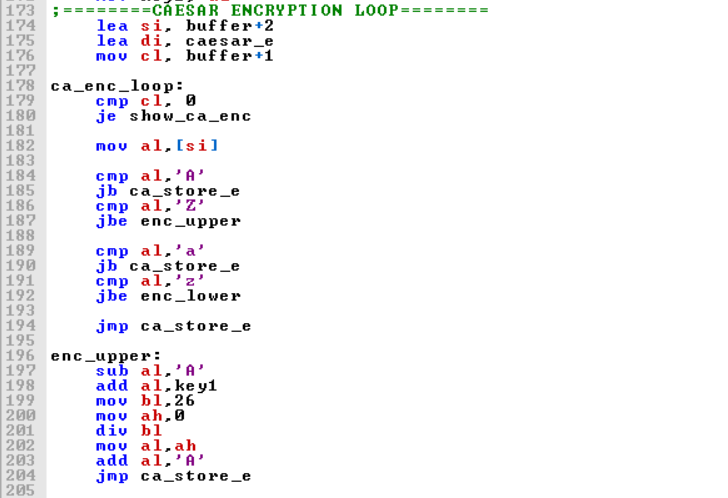 173 ;========CAESAR ENCRYPTION LOOP========
174     lea si, buffer+2
175     lea di, caesar_e
176     mov cl, buffer+1
177
178 ca_enc_loop:
179     cmp cl, 0
180     je show_ca_enc
181
182     mov al,[si]
183
184     cmp al,'A'
185     jb ca_store_e
186     cmp al,'Z'
187     jbe enc_upper
188
189     cmp al,'a'
190     jb ca_store_e
191     cmp al,'z'
192     jbe enc_lower
193
194     jmp ca_store_e
195
196 enc_upper:
197     sub al,'A'
198     add al,key1
199     mov bl,26
200     mov ah,0
201     div bl
202     mov al,ah
203     add al,'A'
204     jmp ca_store_e
205